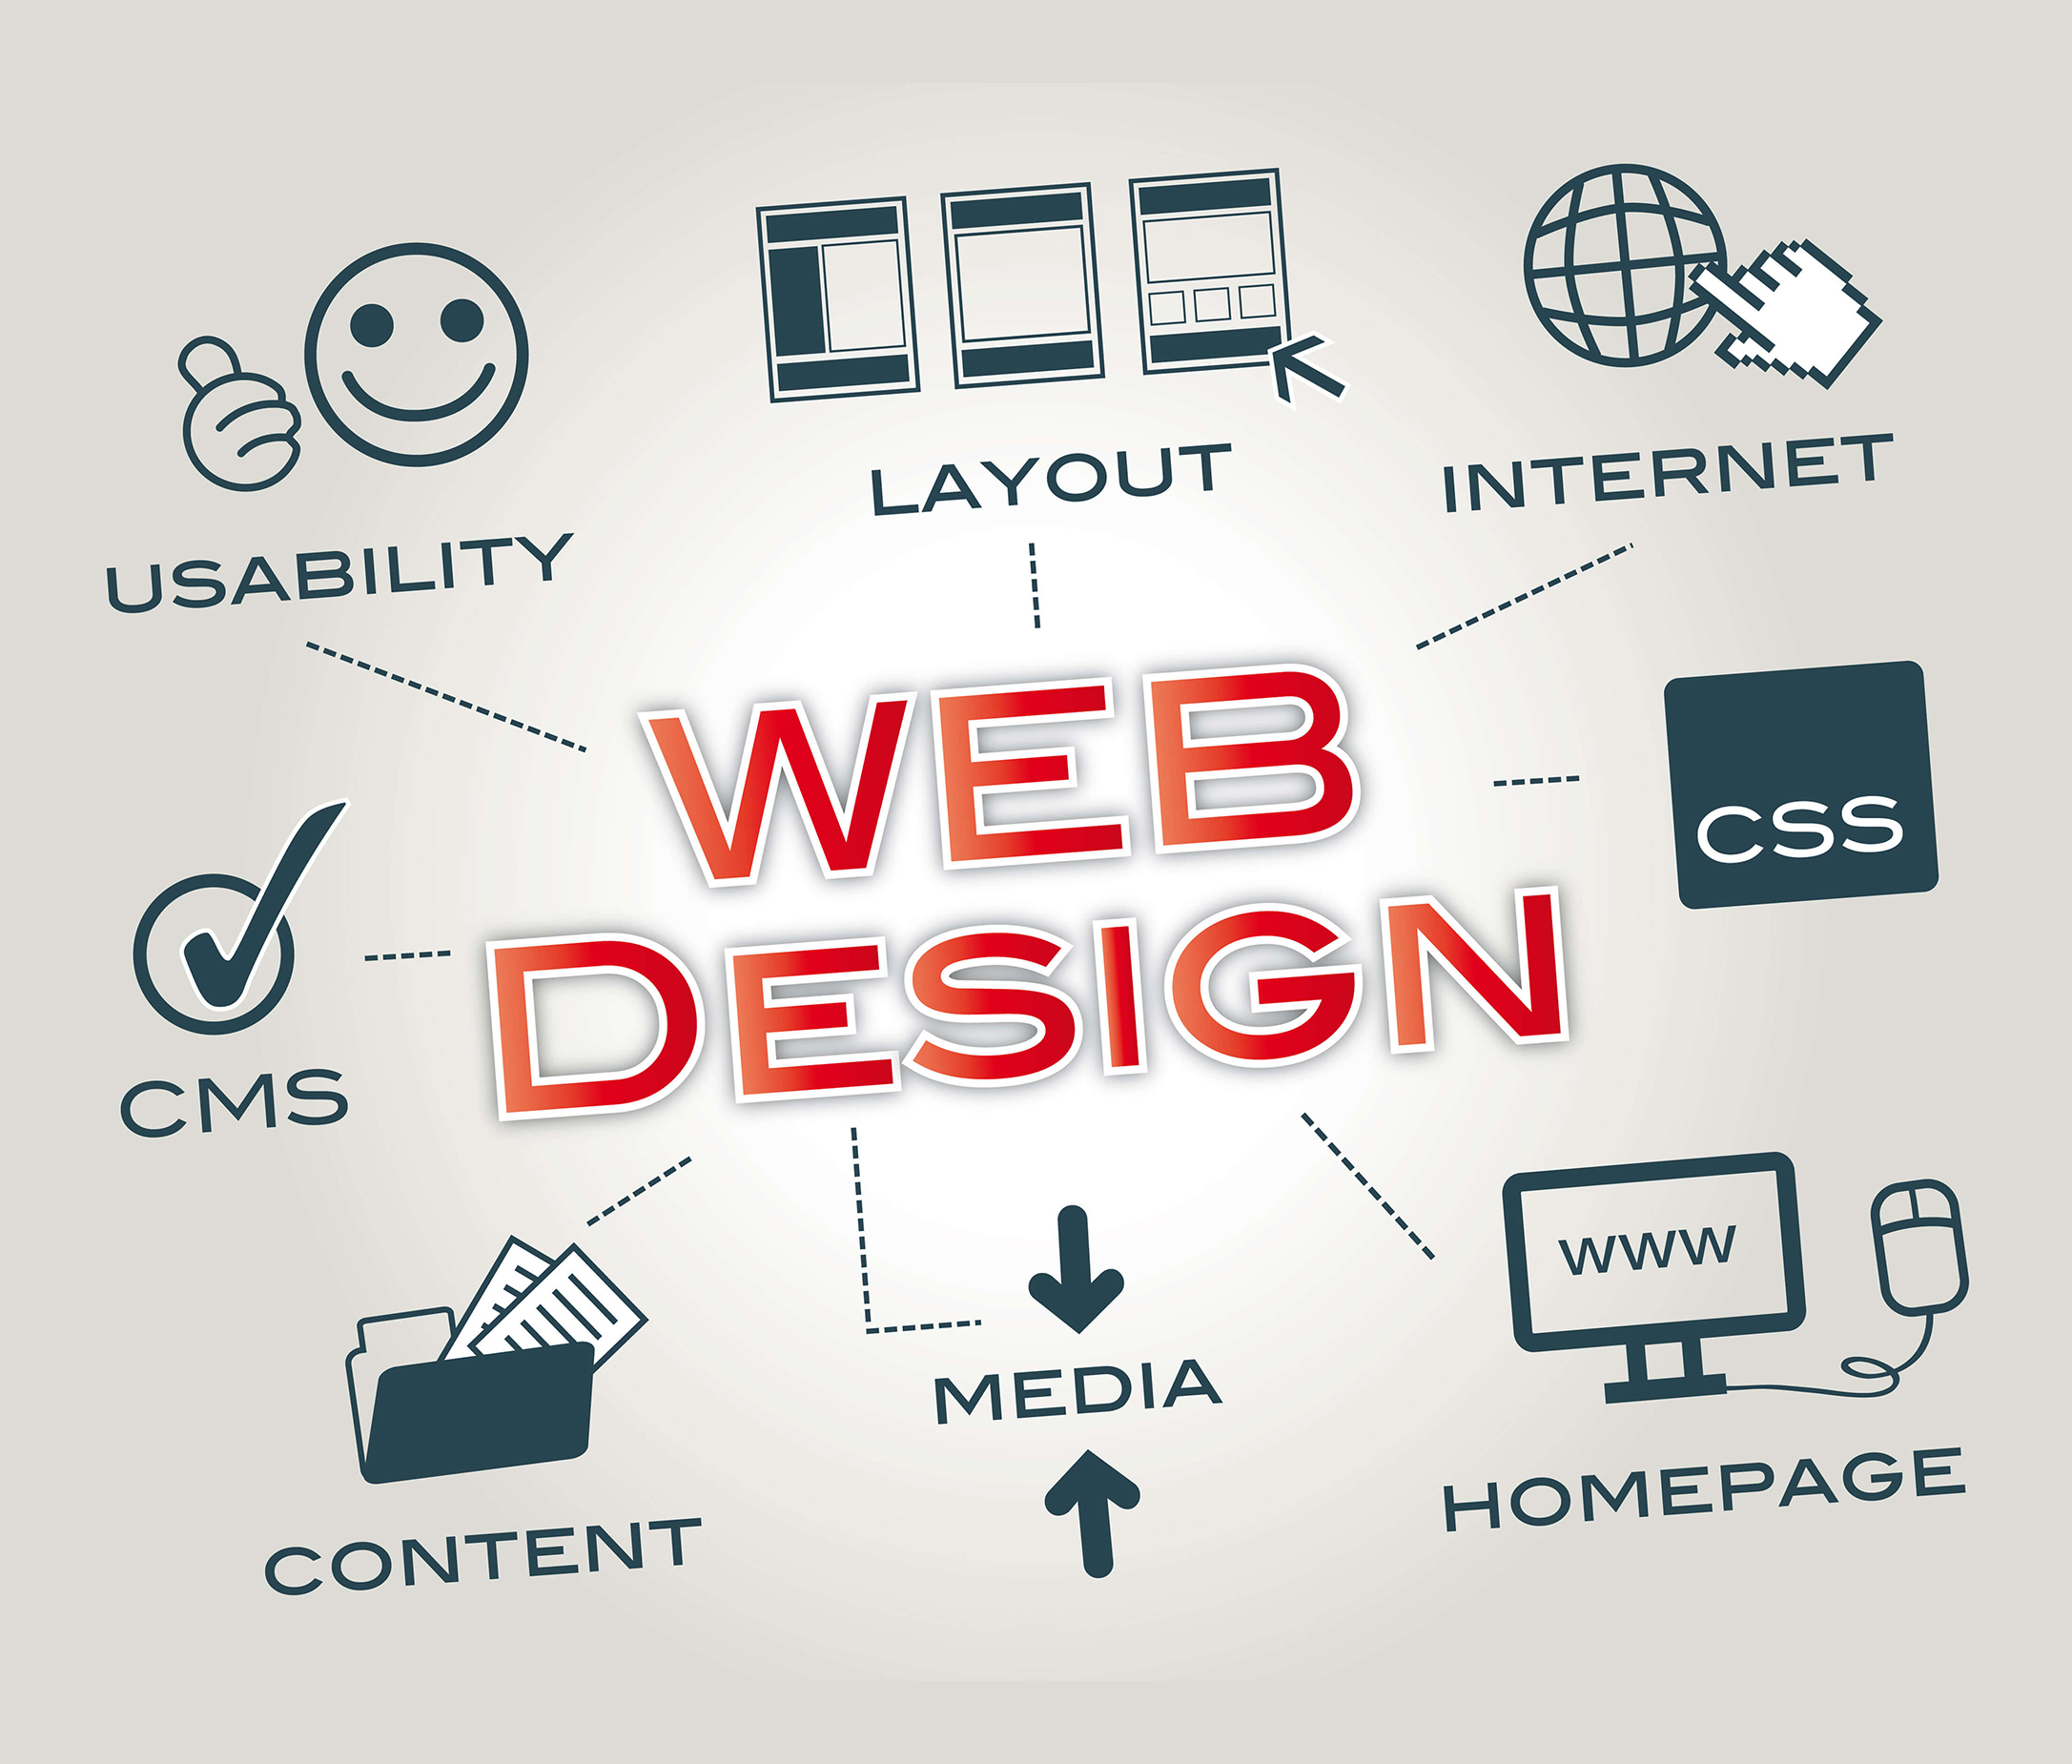 LAYOUT
INTERNET
USABILITY
WEB
DESIGN
CSS
CMS
WWW
MEDIA
HOMEPAGE
CONTENT